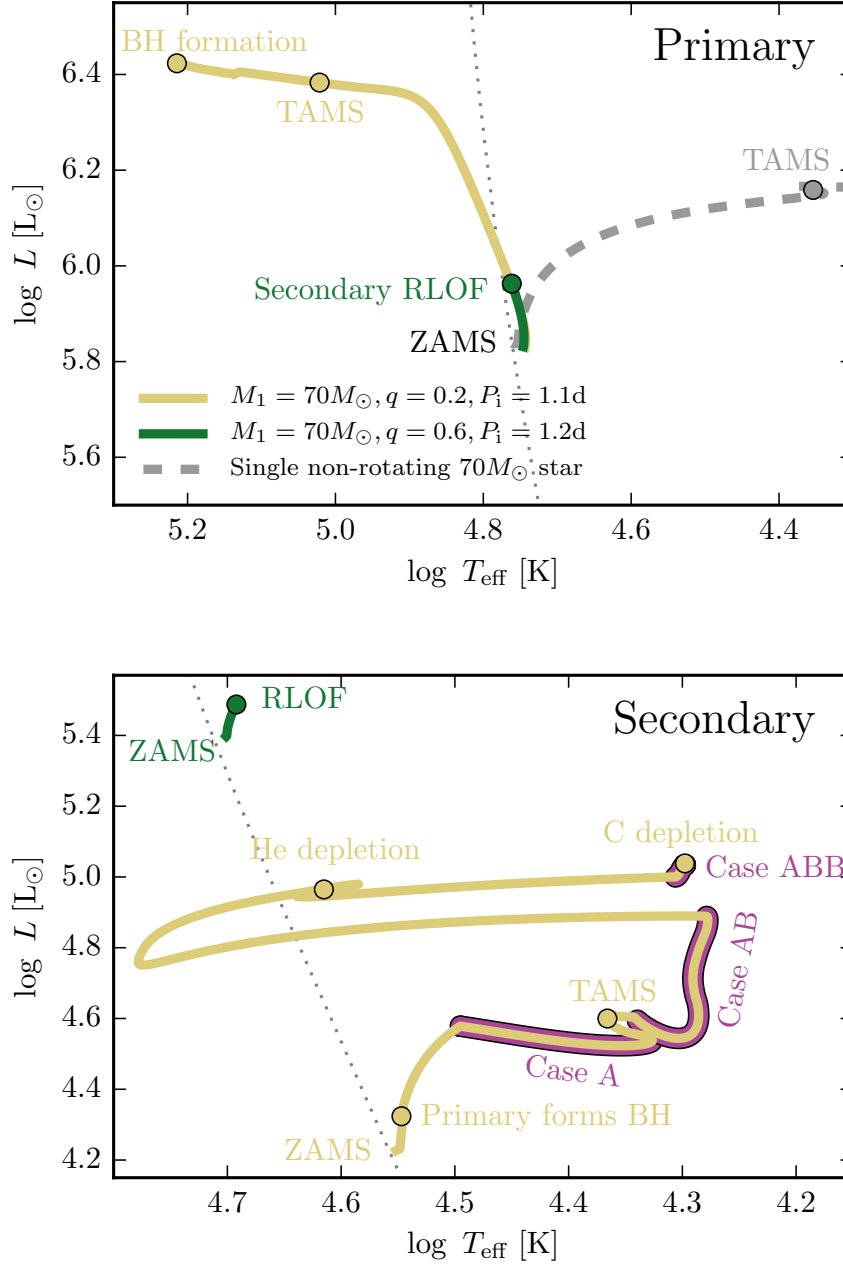 Primary
BH formation
TAMS
TAMS
Secondary RLOF
ZAMS
M₁ = 70M⊙, q = 0.2, Pᵢ = 1.1d
M₁ = 70M⊙, q = 0.6, Pᵢ = 1.2d
Single non-rotating 70M⊙ star
log L [L⊙]
6.4
6.2
6.0
5.8
5.6
5.2 5.0 4.8 4.6 4.4
log T_eff [K]
Secondary
RLOF
ZAMS
He depletion
C depletion
Case ABB
Case AB
TAMS
Case A
Primary forms BH
ZAMS
log L [L⊙]
5.4
5.2
5.0
4.8
4.6
4.4
4.2
4.7 4.6 4.5 4.4 4.3 4.2
log T_eff [K]